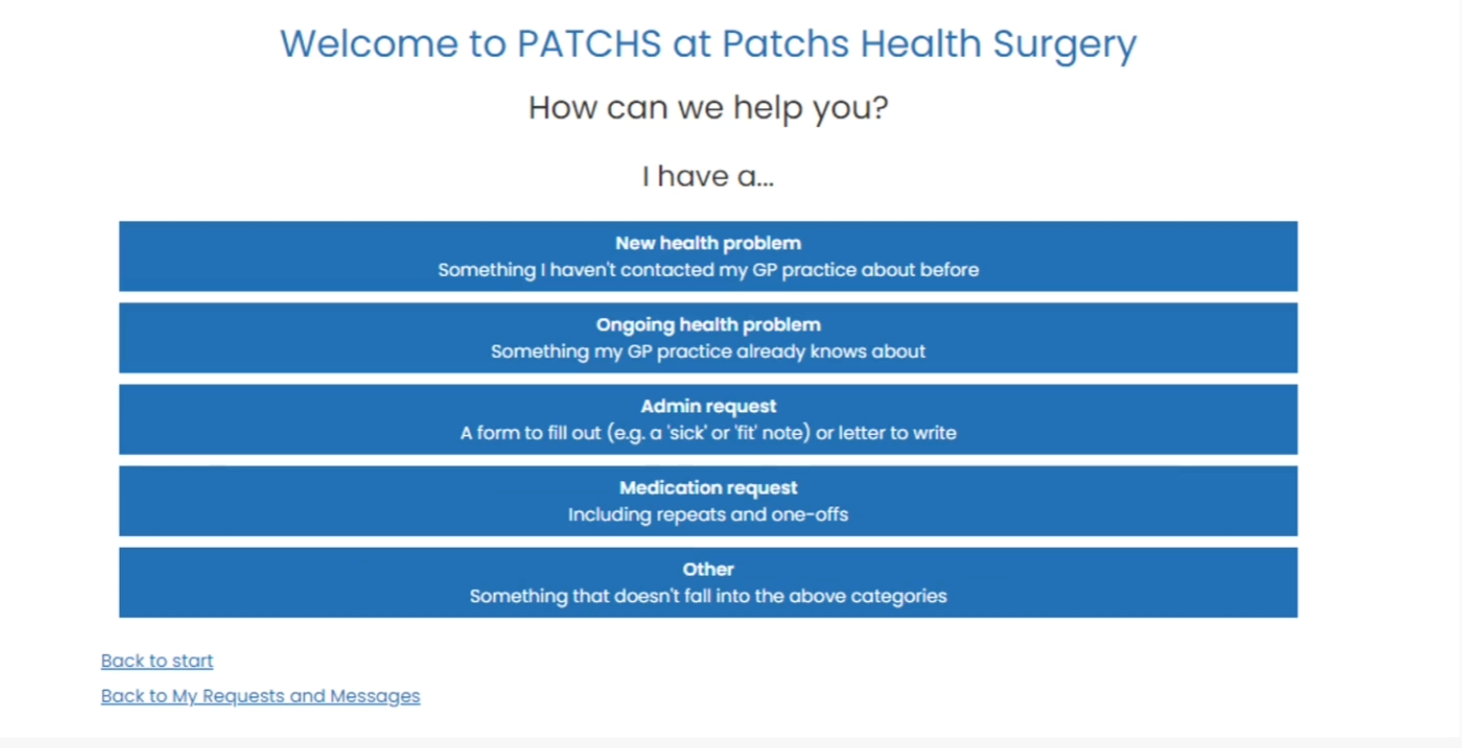 Welcome to PATCHS at Patchs Health Surgery
How can we help you?
I have a...
New health problem
Something I haven't contacted my GP practice about before
Ongoing health problem
Something my GP practice already knows about
Admin request
A form to fill out (e.g. a 'sick' or 'fit' note) or letter to write
Medication request
Including repeats and one-offs
Other
Something that doesn't fall into the above categories
Back to start
Back to My Requests and Messages